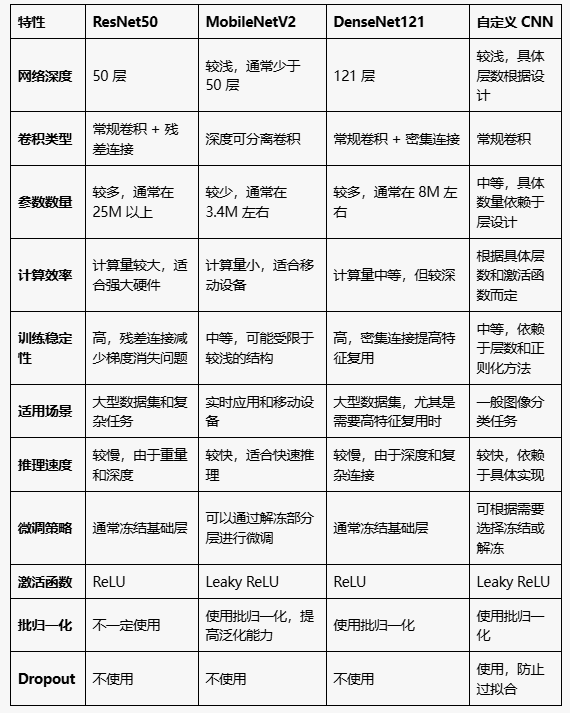 特性 ResNet50 MobileNetV2 DenseNet121 自定义 CNN
网络深度 50 层 较浅，通常少于 50 层 121 层 较浅，具体层数根据设计
卷积类型 常规卷积 + 残差连接 深度可分离卷积 常规卷积 + 密集连接 常规卷积
参数数量 较多，通常在 25M 以上 较少，通常在 3.4M 左右 较多，通常在 8M 左右 中等，具体数量依赖于层设计
计算效率 计算量较大，适合强大硬件 计算量小，适合移动设备 计算量中等，但较深 根据具体层数和激活函数而定
训练稳定性 高，残差连接减少梯度消失问题 中等，可能受限于较浅的结构 高，密集连接提高特征复用 中等，依赖于层数和正则化方法
适用场景 大型数据集和复杂任务 实时应用和移动设备 大型数据集，尤其是需要高特征复用时 一般图像分类任务
推理速度 较慢，由于重量和深度 较快，适合快速推理 较慢，由于深度和复杂连接 较快，依赖于具体实现
微调策略 通常冻结基础层 可以通过解冻部分层进行微调 通常冻结基础层 可根据需要选择冻结或解冻
激活函数 ReLU Leaky ReLU ReLU Leaky ReLU
批归一化 不一定使用 使用批归一化，提高泛化能力 使用批归一化 使用批归一化
Dropout 不使用 不使用 不使用 使用，防止过拟合